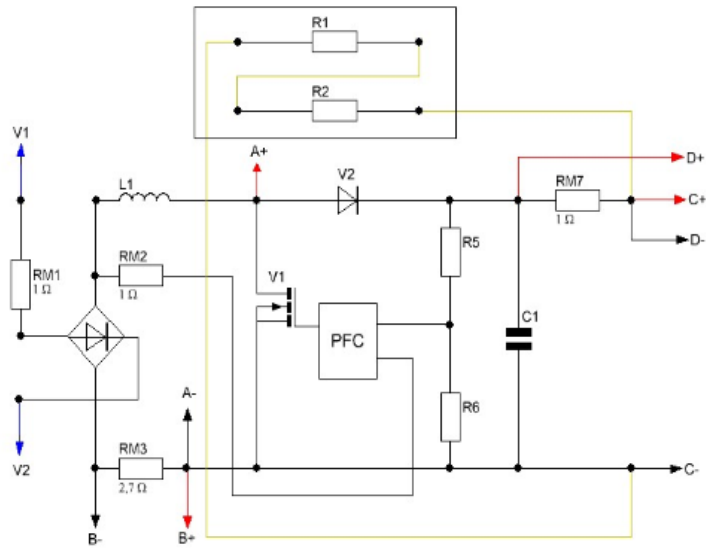 R1
R2
V1
A+
D+
L1
V2
RM7
C+
1 Ω
D-
RM2
R5
RM1
1 Ω
1 Ω
V1
C1
PFC
A-
R6
V2
RM3
C-
2,7 Ω
B-
B+